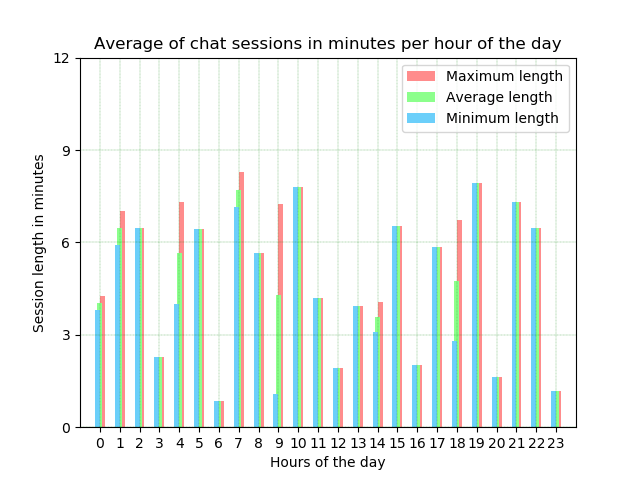 Average of chat sessions in minutes per hour of the day
Maximum length
Average length
Minimum length
12
9
6
3
0
Session length in minutes
0 1 2 3 4 5 6 7 8 9 10 11 12 13 14 15 16 17 18 19 20 21 22 23
Hours of the day